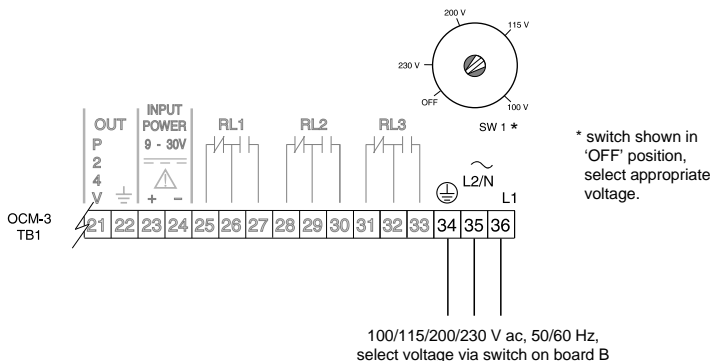 200 V
115 V
230 V
OFF
100 V
SW 1 *
* switch shown in
‘OFF’ position,
select appropriate
voltage.
OUT
P
2
4
V
INPUT
POWER
9 - 30V
+ -
RL1
RL2
RL3
L2/N
L1
OCM-3
TB1
21 22 23 24 25 26 27 28 29 30 31 32 33 34 35 36
100/115/200/230 V ac, 50/60 Hz,
select voltage via switch on board B